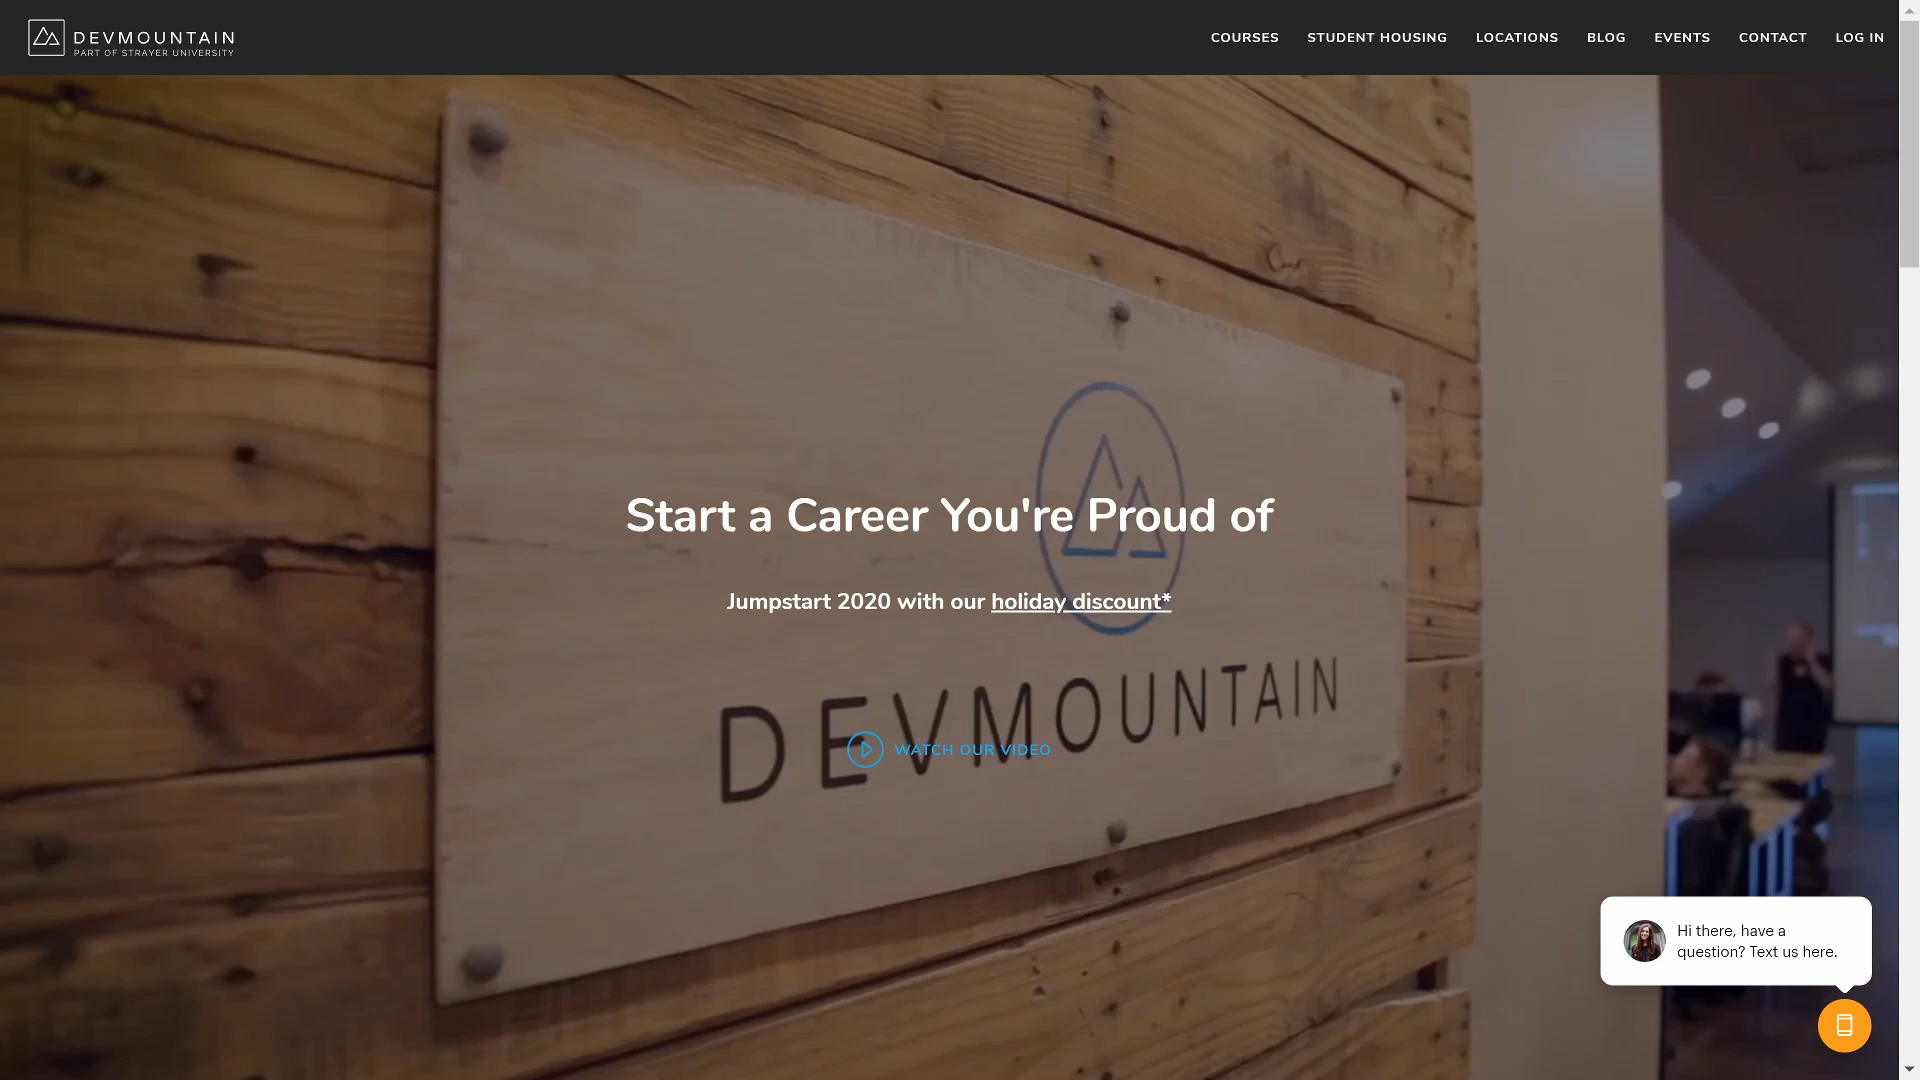 DEVMOUNTAIN
PART OF STRAYER UNIVERSITY
COURSES STUDENT HOUSING LOCATIONS BLOG EVENTS CONTACT LOG IN
Start a Career You're Proud of
Jumpstart 2020 with our holiday discount*
DEVMOUNTAIN
WATCH OUR VIDEO
Hi there, have a
question? Text us here.